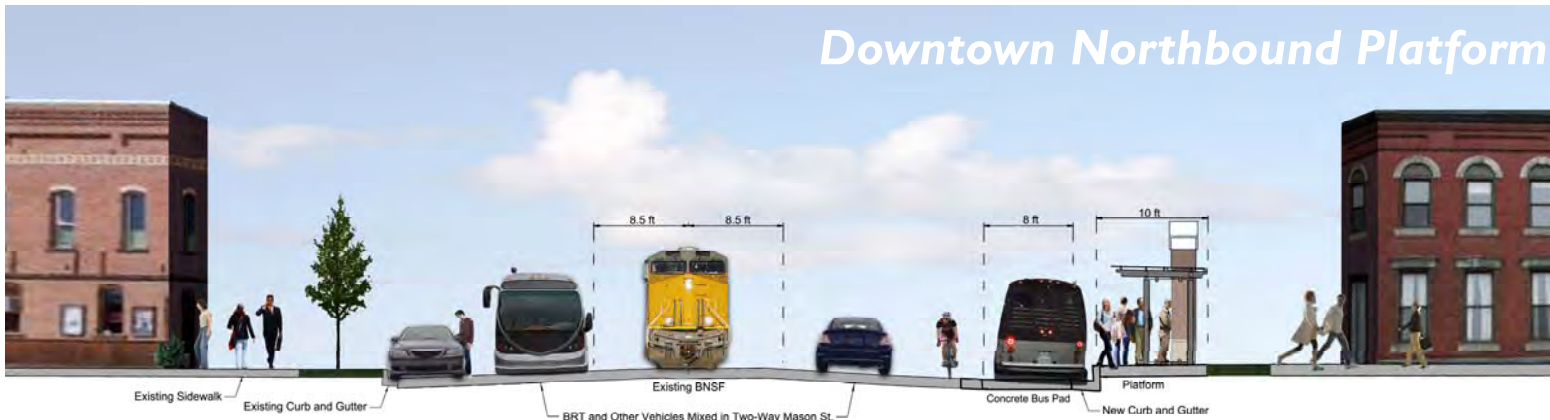 Downtown Northbound Platform
8.5 ft
8.5 ft
8 ft
10 ft
Existing Sidewalk
Existing Curb and Gutter
BRT and Other Vehicles Mixed in Two-Way Mason St.
Existing BNSF
Concrete Bus Pad
Platform
New Curb and Gutter